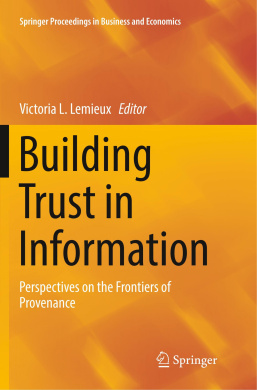 Springer Proceedings in Business and Economics
Victoria L. Lemieux Editor
Building
Trust in
Information
Perspectives on the Frontiers of
Provenance
Springer